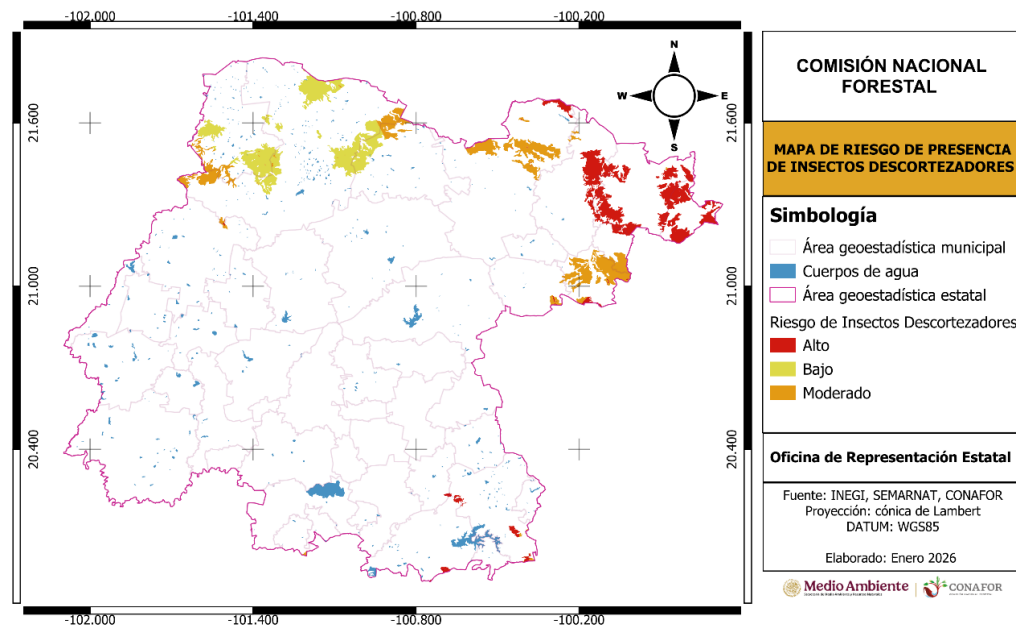 -102.000
-101.400
-100.800
-100.200
21.600
21.000
20.400
21.600
21.000
20.400
N
W
E
S
-102.000
-101.400
-100.800
-100.200
COMISIÓN NACIONAL
FORESTAL
MAPA DE RIESGO DE PRESENCIA
DE INSECTOS DESCORTEZADORES
Simbología
Área geoestadística municipal
Cuerpos de agua
Área geoestadística estatal
Riesgo de Insectos Descortezadores
Alto
Bajo
Moderado
Oficina de Representación Estatal
Fuente: INEGI, SEMARNAT, CONAFOR
Proyección: cónica de Lambert
DATUM: WGS85
Elaborado: Enero 2026
Medio Ambiente
CONAFOR